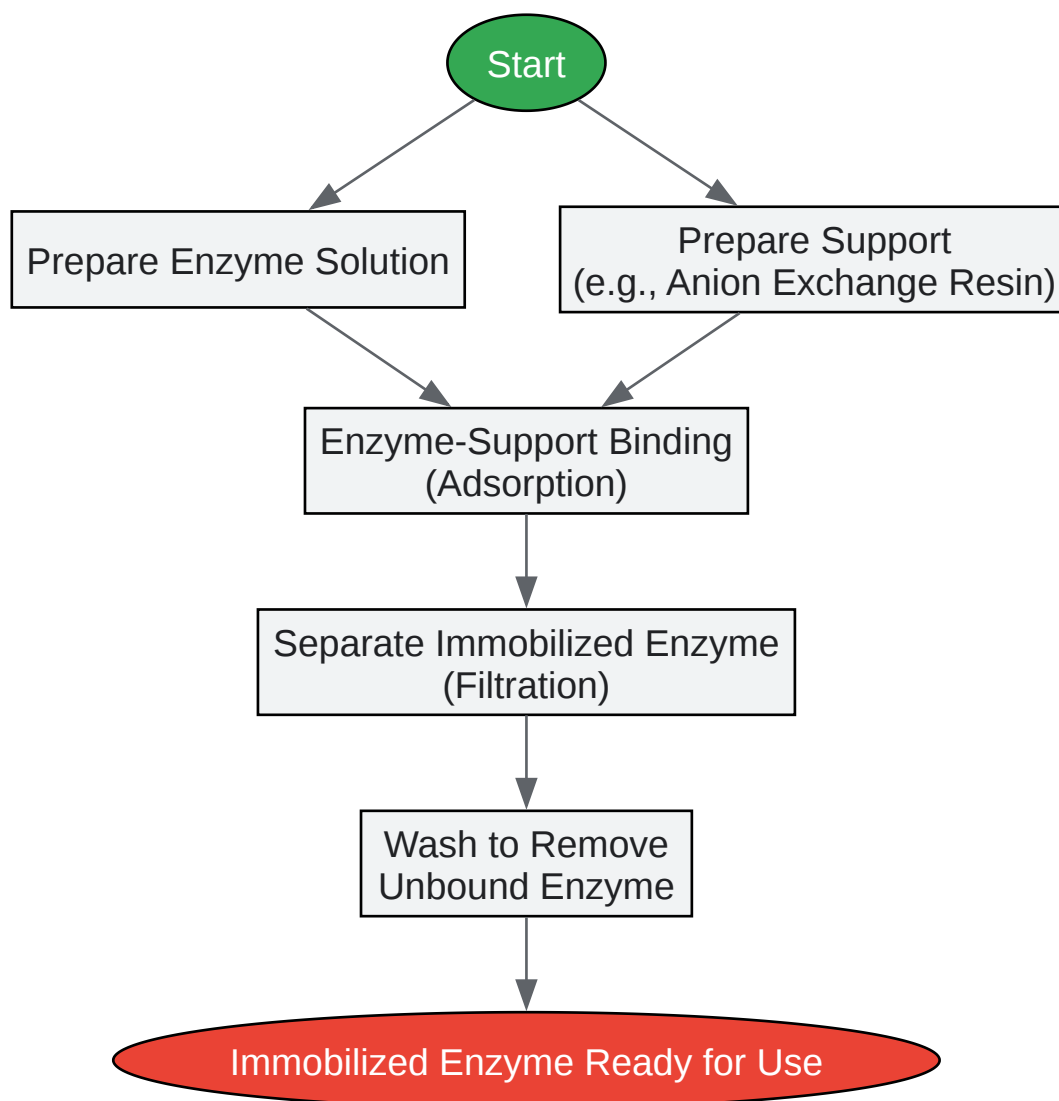 Start
Prepare Enzyme Solution
Prepare Support
(e.g., Anion Exchange Resin)
Enzyme-Support Binding
(Adsorption)
Separate Immobilized Enzyme
(Filtration)
Wash to Remove
Unbound Enzyme
Immobilized Enzyme Ready for Use